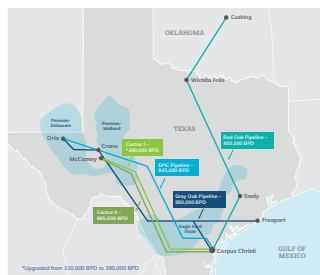 Cushing
OKLAHOMA
Wichita Falls
Permian-
Delaware
Permian-
Midland
TEXAS
Orla
Crane
McCamey
Cactus I –
*390,000 BPD
Red Oak Pipeline –
400,000 BPD
EPIC Pipeline –
925,000 BPD
Gray Oak Pipeline –
950,000 BPD
Sealy
Cactus II –
685,000 BPD
Freeport
Eagle Ford
Shale
Corpus Christi
GULF OF
MEXICO
*Upgraded from 310,000 BPD to 390,000 BPD